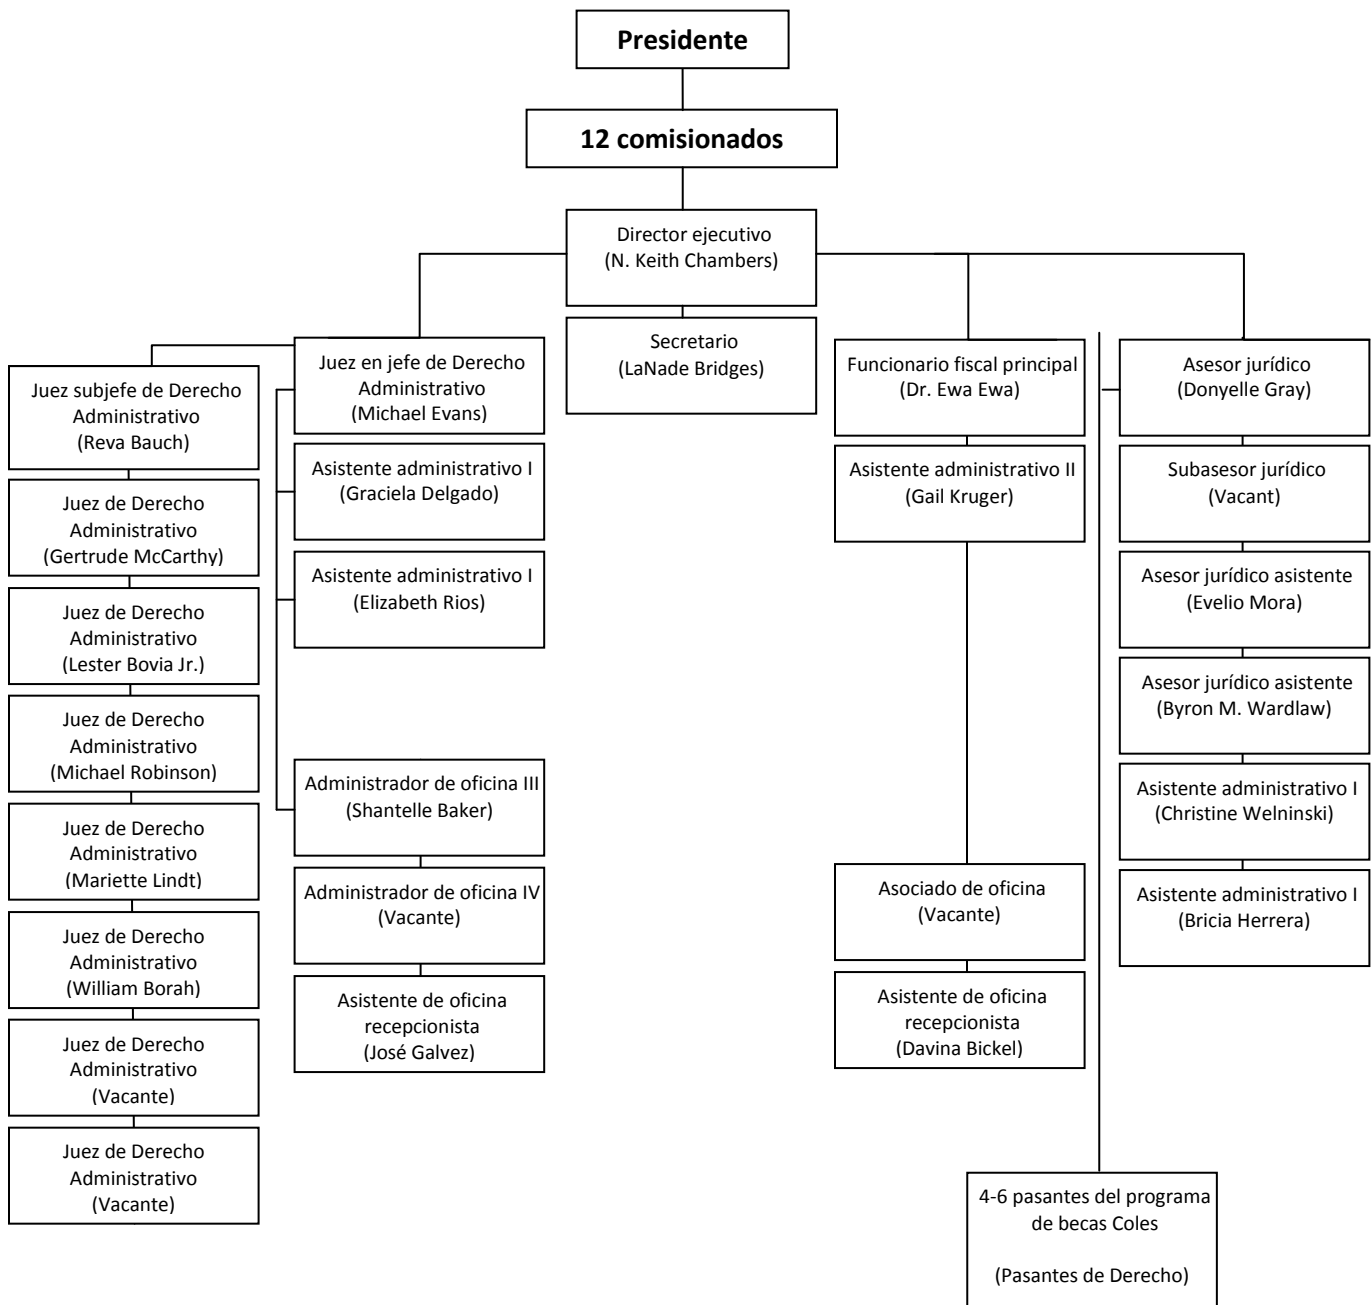 Presidente
12 comisionados
Director ejecutivo
(N. Keith Chambers)
Secretario
(LaNade Bridges)
Juez subjefe de Derecho
Administrativo
(Reva Bauch)
Juez de Derecho
Administrativo
(Gertrude McCarthy)
Juez de Derecho
Administrativo
(Lester Bovia Jr.)
Juez de Derecho
Administrativo
(Michael Robinson)
Juez de Derecho
Administrativo
(Mariette Lindt)
Juez de Derecho
Administrativo
(William Borah)
Juez de Derecho
Administrativo
(Vacante)
Juez de Derecho
Administrativo
(Vacante)
Juez en jefe de Derecho
Administrativo
(Michael Evans)
Asistente administrativo I
(Graciela Delgado)
Asistente administrativo I
(Elizabeth Rios)
Administrador de oficina III
(Shantelle Baker)
Administrador de oficina IV
(Vacante)
Asistente de oficina
recepcionista
(José Galvez)
Funcionario fiscal principal
(Dr. Ewa Ewa)
Asistente administrativo II
(Gail Kruger)
Asociado de oficina
(Vacante)
Asistente de oficina
recepcionista
(Davina Bickel)
Asesor jurídico
(Donyelle Gray)
Subasesor jurídico
(Vacant)
Asesor jurídico asistente
(Evelio Mora)
Asesor jurídico asistente
(Byron M. Wardlaw)
Asistente administrativo I
(Christine Welninski)
Asistente administrativo I
(Bricia Herrera)
4-6 pasantes del programa
de becas Coles
(Pasantes de Derecho)